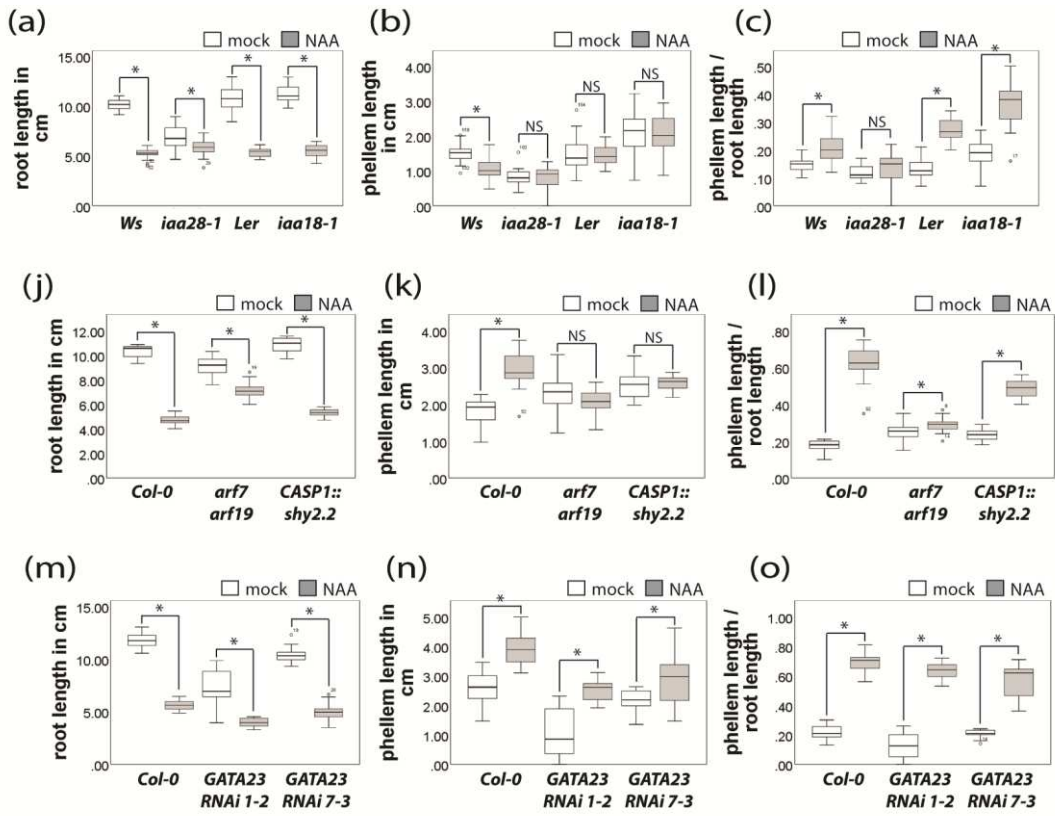 (a)
mock NAA
root length in cm
15.00
10.00
5.00
.00
* * * *
Ws iaa28-1 Ler iaa18-1
(b)
mock NAA
phellem length in cm
4.00
3.00
2.00
1.00
.00
* NS NS NS
Ws iaa28-1 Ler iaa18-1
(c)
mock NAA
phellem length / root length
.50
.40
.30
.20
.10
.00
* NS * *
Ws iaa28-1 Ler iaa18-1
(j)
mock NAA
root length in cm
12.00
10.00
8.00
6.00
4.00
2.00
.00
* * *
Col-0 arf7 CASP1::
arf19 shy2.2
(k)
mock NAA
phellem length in cm
4.00
3.00
2.00
1.00
.00
* NS NS
Col-0 arf7 CASP1::
arf19 shy2.2
(l)
mock NAA
phellem length / root length
.80
.60
.40
.20
.00
* * *
Col-0 arf7 CASP1::
arf19 shy2.2
(m)
mock NAA
root length in cm
15.00
10.00
5.00
.00
* * *
Col-0 GATA23 GATA23
RNAi 1-2 RNAi 7-3
(n)
mock NAA
phellem length in cm
5.00
4.00
3.00
2.00
1.00
.00
* * *
Col-0 GATA23 GATA23
RNAi 1-2 RNAi 7-3
(o)
mock NAA
phellem length / root length
1.00
.80
.60
.40
.20
.00
* * *
Col-0 GATA23 GATA23
RNAi 1-2 RNAi 7-3